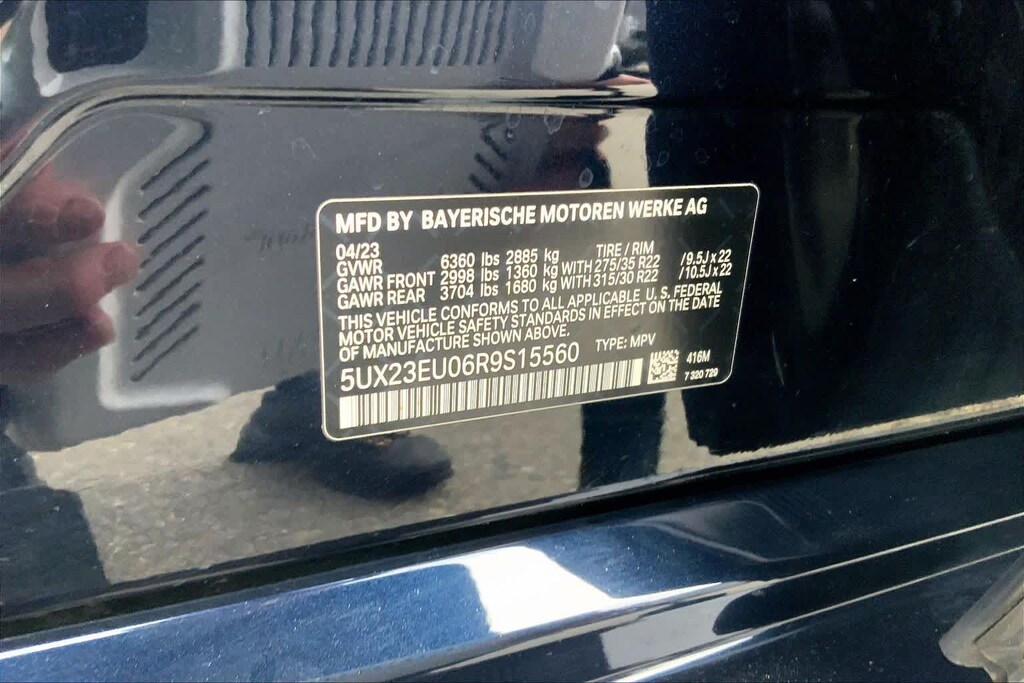 MFD BY BAYERISCHE MOTOREN WERKE AG
04/23 TIRE / RIM
GVWR 6360 lbs 2885 kg
GAWR FRONT 2998 lbs 1360 kg WITH 275/35 R22 /9.5J x 22
GAWR REAR 3704 lbs 1680 kg WITH 315/30 R22 /10.5J x 22
THIS VEHICLE CONFORMS TO ALL APPLICABLE U.S. FEDERAL
MOTOR VEHICLE SAFETY STANDARDS IN EFFECT ON THE DATE
OF MANUFACTURE SHOWN ABOVE.
TYPE: MPV
5UX23EU06R9S15560
416M
7 320 729